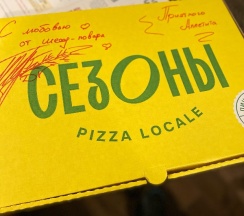 С любовью
от шеф-повара
Приятного
Аппетита
СЕЗОНЫ
PIZZA LOCALE